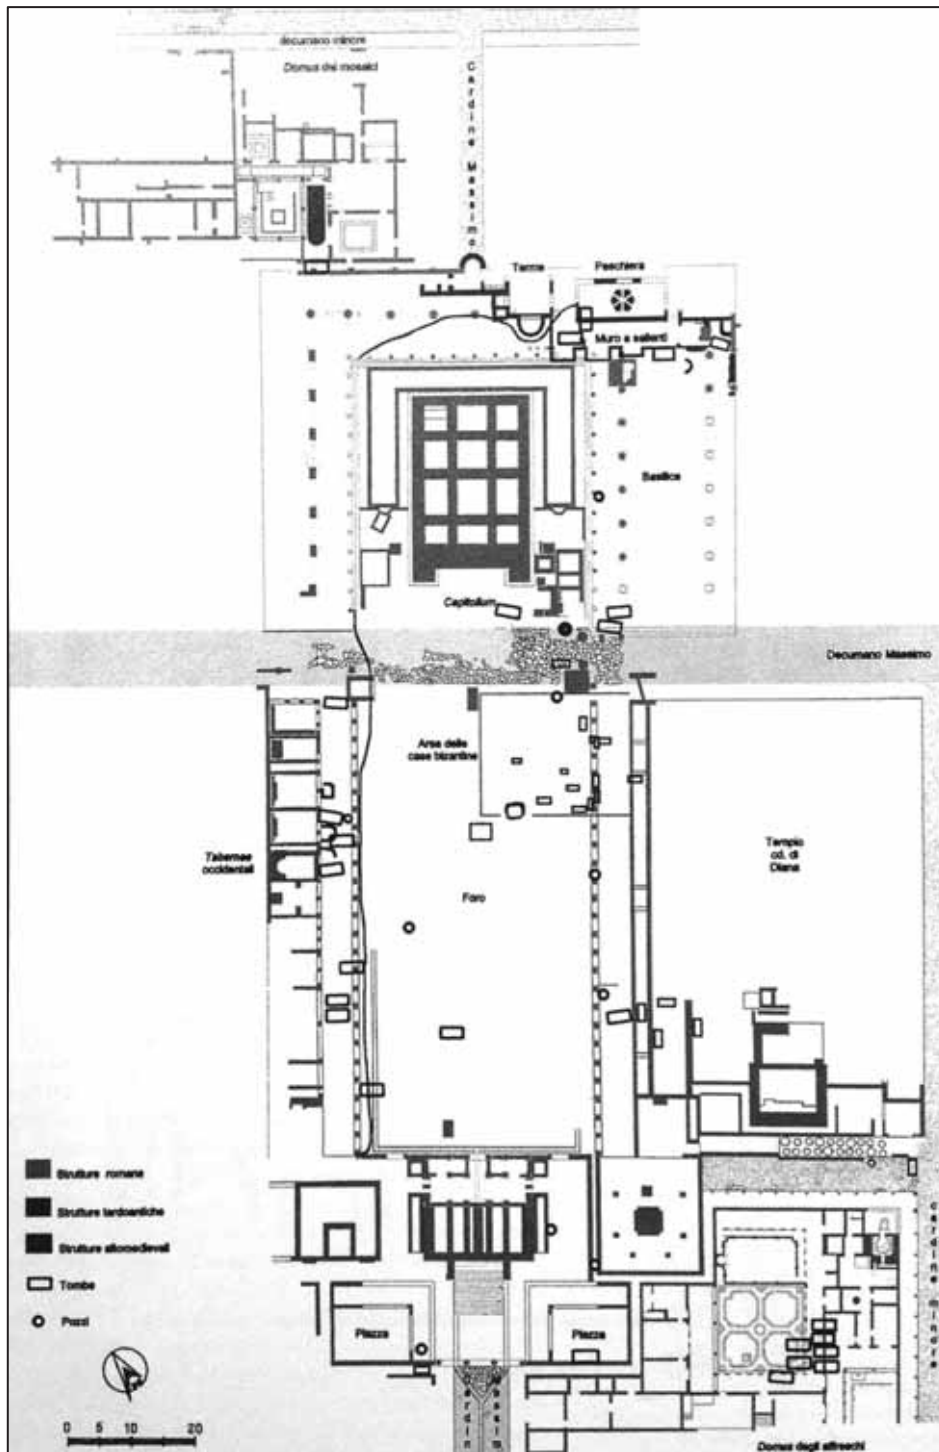 decumano minore
Domus dei mosaici
Cardine Massimo
Terme
Peschiera
Muro a salienti
Basilica
Capitolium
Decumano Massimo
Area delle
case bizantine
Tabernae
occidentali
Foro
Tempio
cd. di
Diana
Strutture romane
Strutture tardoantiche
Strutture altomedievali
Tombe
Pozzi
Piazza
Piazza
cardine minore
0 5 10 20
Domus degli affreschi